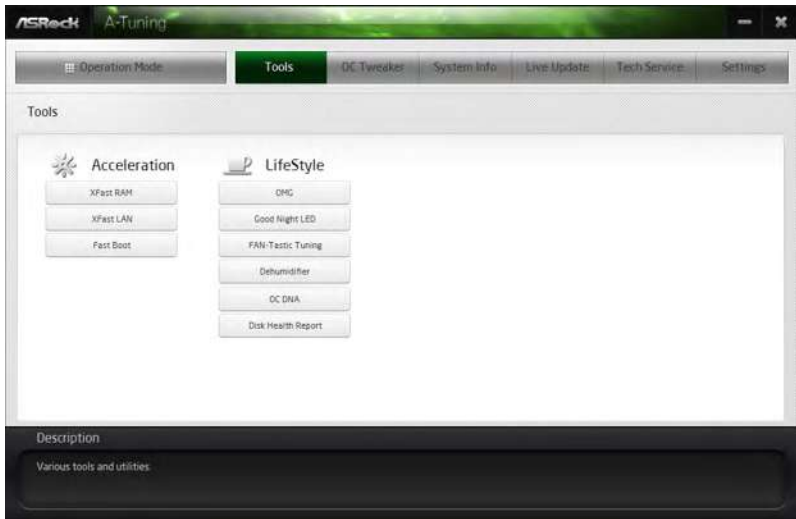 ASRock A-Tuning
Operation Mode Tools OC Tweaker System Info Live Update Tech Service Settings
Tools
Acceleration LifeStyle
XFast RAM OMG
XFast LAN Good Night LED
Fast Boot FAN-Tastic Tuning
Dehumidifier
OC DNA
Disk Health Report
Description
Various tools and utilities